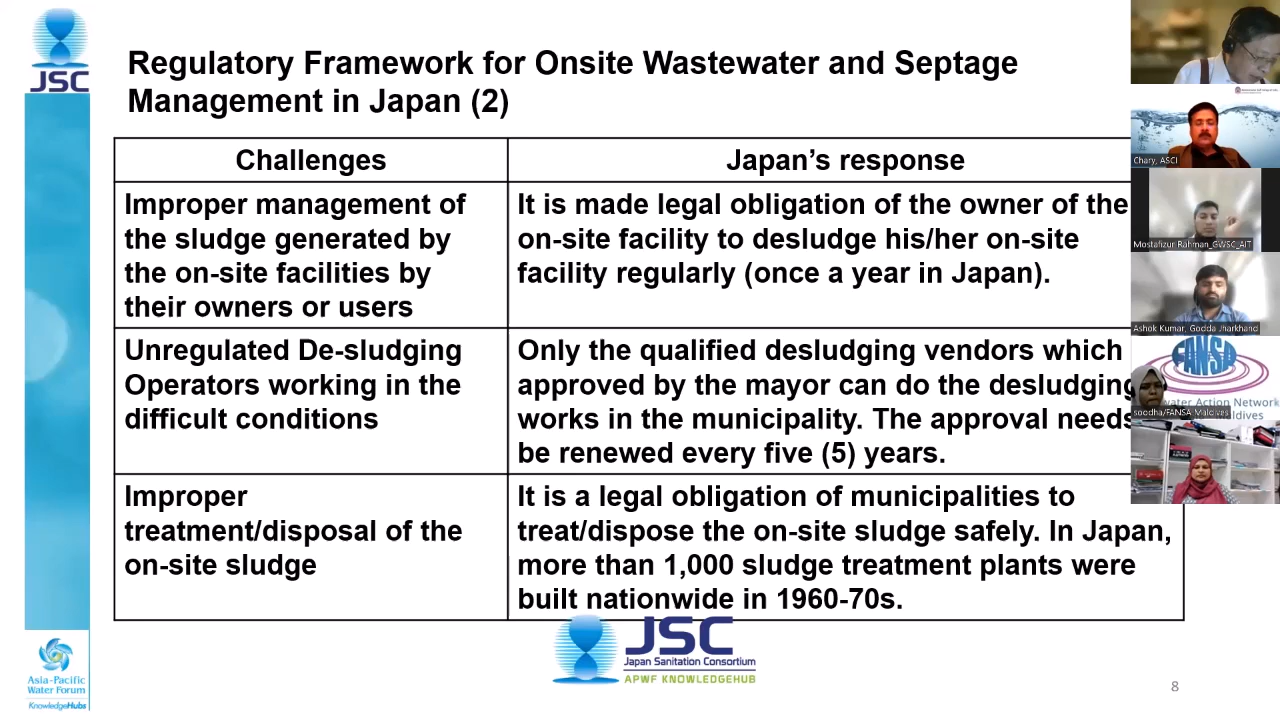 JSC
Regulatory Framework for Onsite Wastewater and Septage
Management in Japan (2)
Challenges
Japan's response
Improper management of
the sludge generated by
the on-site facilities by
their owners or users
It is made legal obligation of the owner of the
on-site facility to desludge his/her on-site
facility regularly (once a year in Japan).
Unregulated De-sludging
Operators working in the
difficult conditions
Only the qualified desludging vendors which
approved by the mayor can do the desludging
works in the municipality. The approval needs
be renewed every five (5) years.
Improper
treatment/disposal of the
on-site sludge
It is a legal obligation of municipalities to
treat/dispose the on-site sludge safely. In Japan,
more than 1,000 sludge treatment plants were
built nationwide in 1960-70s.
JSC
Japan Sanitation Consortium
APWF KNOWLEDGEHUB
Asia-Pacific
Water Forum
KnowledgeHubs
8
Chary, ASCI
Mostafizur Rahman_GWSC_AIT
Ashok Kumar, Godda Jharkhand
FANSA
water Action Network
soodha/FANSA Maldives
ldives